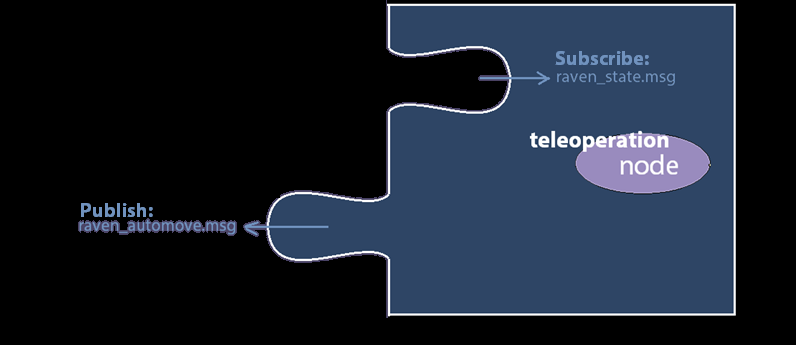 Subscribe:
raven_state.msg
teleoperation
node
Publish:
raven_automove.msg